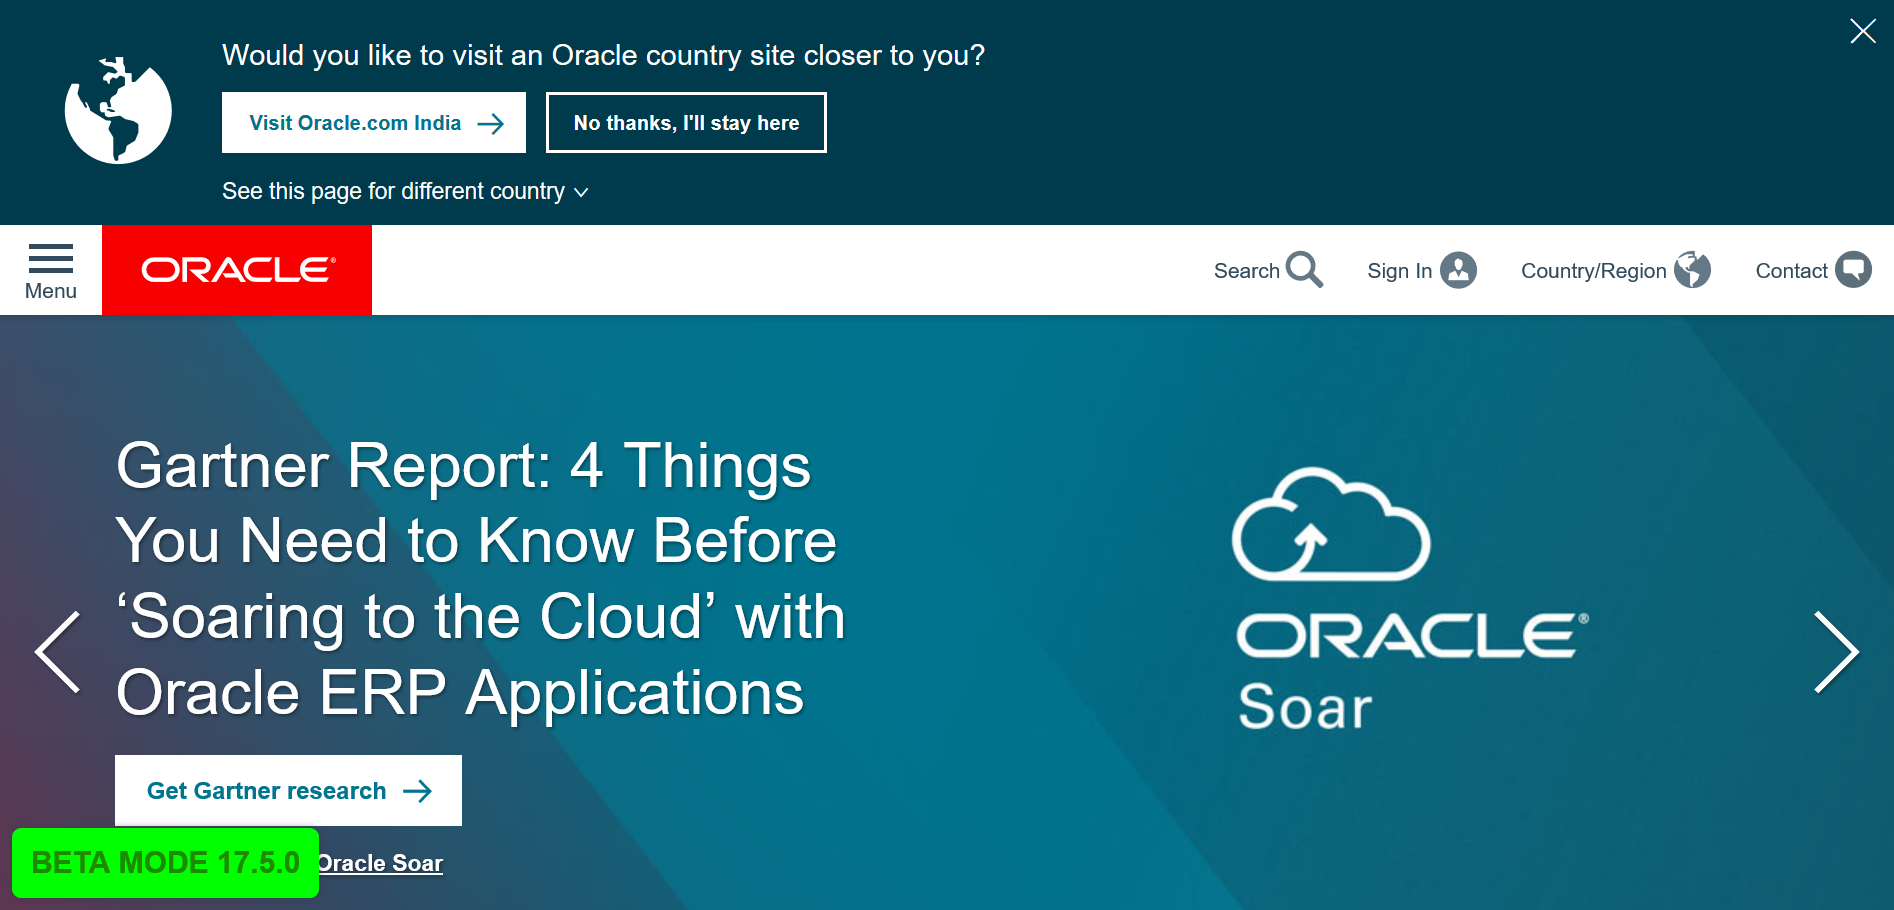 Would you like to visit an Oracle country site closer to you?
Visit Oracle.com India
No thanks, I'll stay here
See this page for different country
Menu
ORACLE®
Search
Sign In
Country/Region
Contact
Gartner Report: 4 Things
You Need to Know Before
‘Soaring to the Cloud’ with
Oracle ERP Applications
ORACLE®
Soar
Get Gartner research
BETA MODE 17.5.0
Oracle Soar